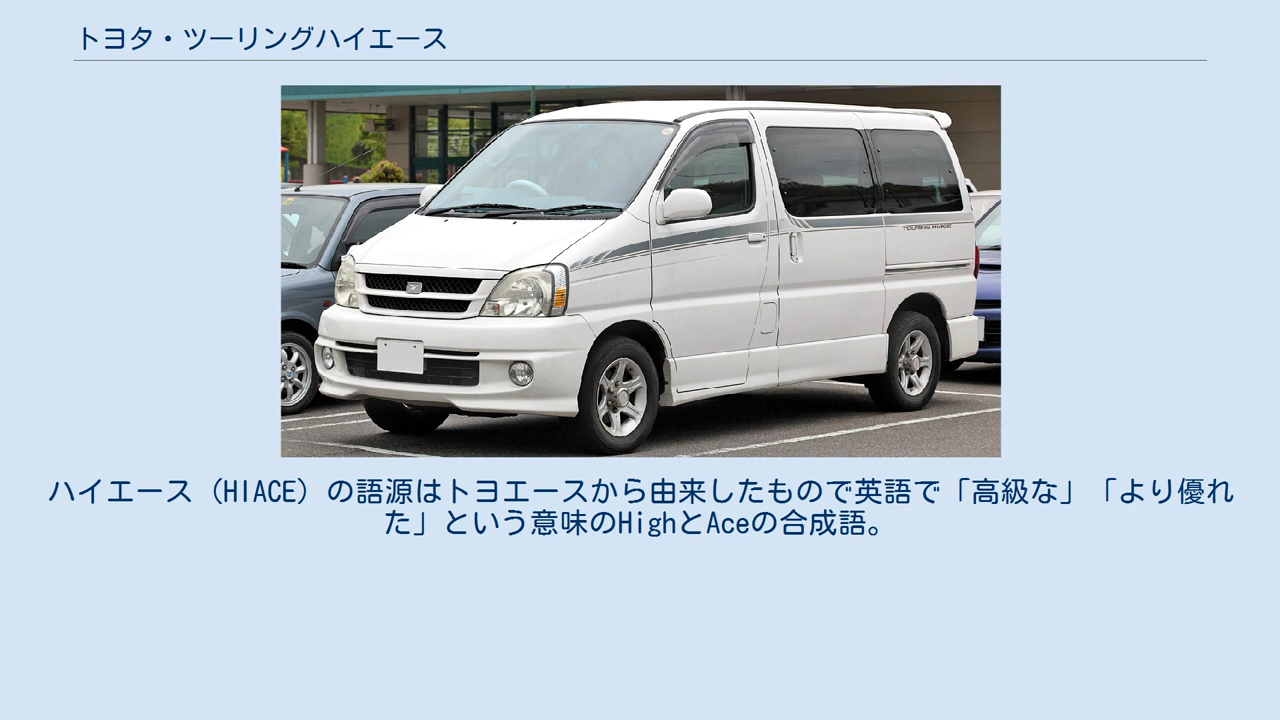 トヨタ・ツーリングハイエース
TOURING HIACE
ハイエース（HIACE）の語源はトヨエースから由来したもので英語で「高級な」「より優れ
た」という意味のHighとAceの合成語。